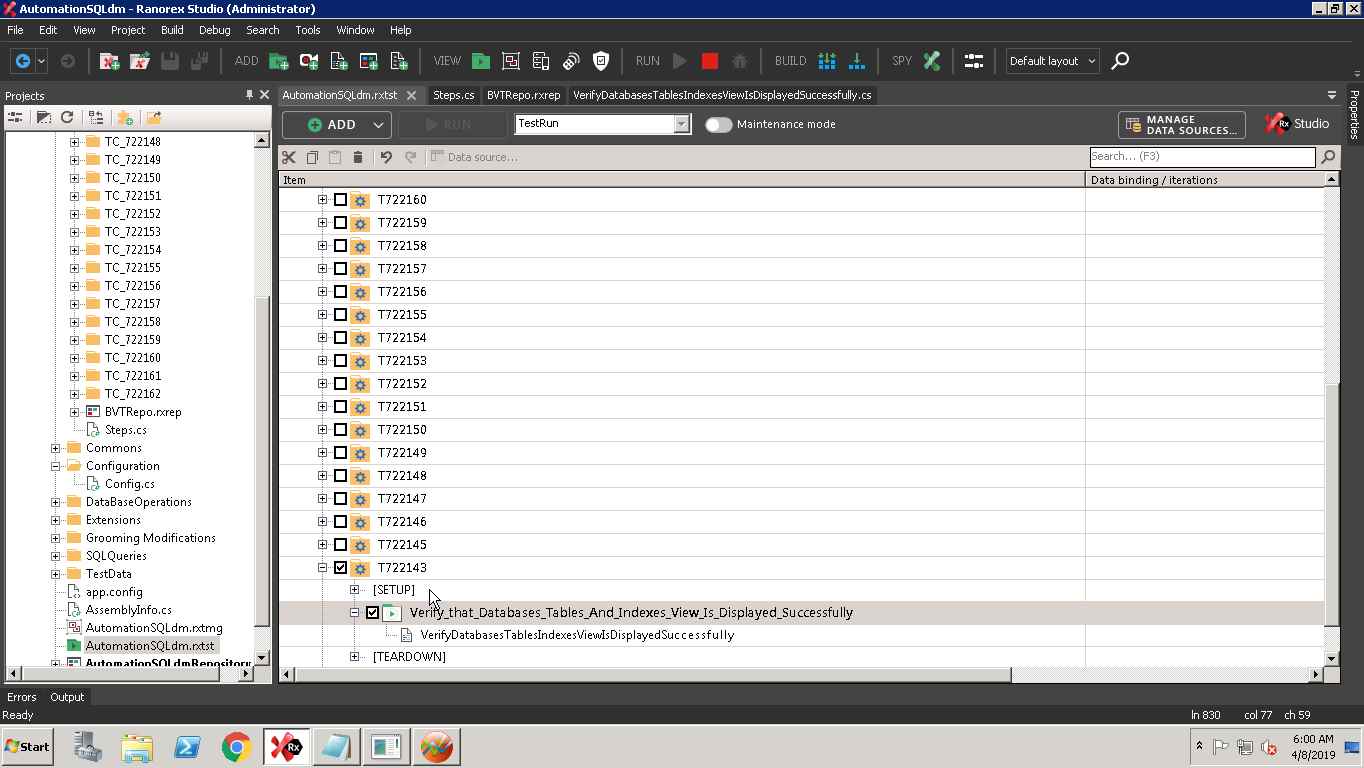 AutomationSQLdm - Ranorex Studio (Administrator)
File Edit View Project Build Debug Search Tools Window Help
ADD VIEW RUN BUILD SPY Default layout
Projects
AutomationSQLdm.rxtst Steps.cs BVTRepo.rxrep VerifyDatabasesTablesIndexesViewIsDisplayedSuccessfully.cs
Properties
ADD RUN TestRun Maintenance mode MANAGE DATA SOURCES... Rx Studio
Data source... Search... (F3)
Item Data binding / iterations
TC_722148
TC_722149
TC_722150
TC_722151
TC_722152
TC_722153
TC_722154
TC_722155
TC_722156
TC_722157
TC_722158
TC_722159
TC_722160
TC_722161
TC_722162
BVTRepo.rxrep
Steps.cs
Commons
Configuration
Config.cs
DataBaseOperations
Extensions
Grooming Modifications
SQLQueries
TestData
app.config
AssemblyInfo.cs
AutomationSQLdm.rxtmg
AutomationSQLdm.rxtst
AutomationSQLdmRepository
T722160
T722159
T722158
T722157
T722156
T722155
T722154
T722153
T722152
T722151
T722150
T722149
T722148
T722147
T722146
T722145
T722143
[SETUP]
Verify_that_Databases_Tables_And_Indexes_View_Is_Displayed_Successfully
VerifyDatabasesTablesIndexesViewIsDisplayedSuccessfully
[TEARDOWN]
Errors Output
Ready ln 830 col 77 ch 59
Start Rx 6:00 AM
4/8/2019